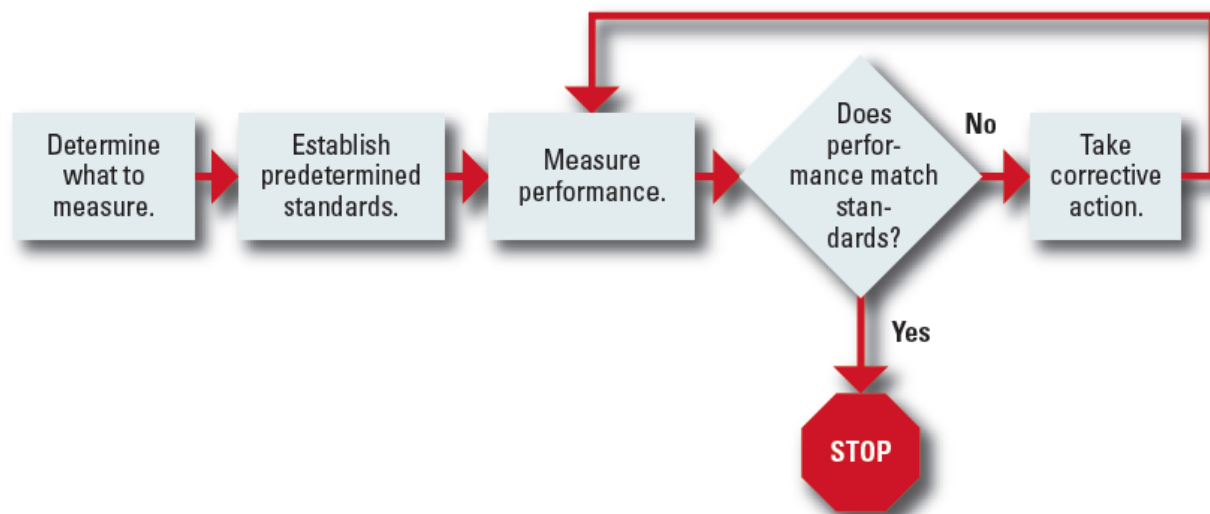 Determine
what to
measure.
Establish
predetermined
standards.
Measure
performance.
Does
perfor-
mance match
stan-
dards?
No
Take
corrective
action.
Yes
STOP